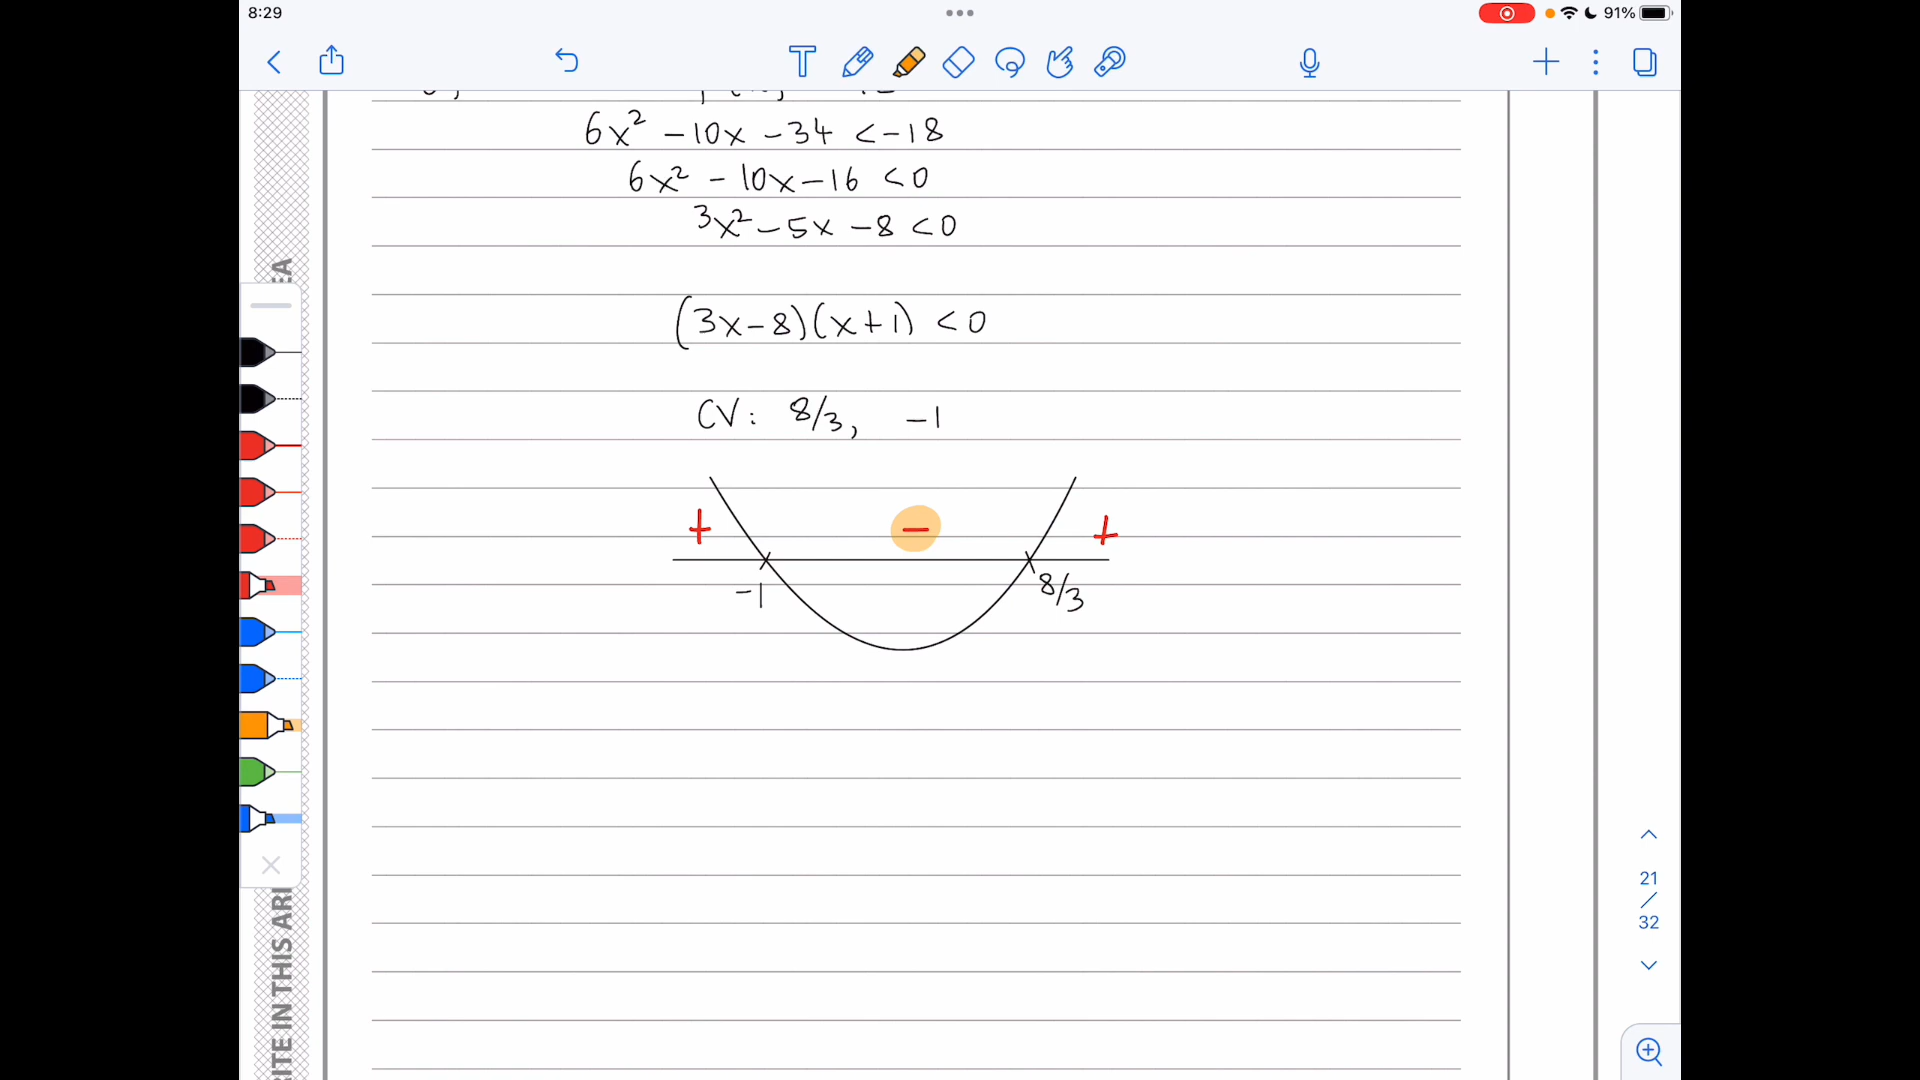 8:29
91%
6x² - 10x - 34 < -18
6x² - 10x - 16 < 0
3x² - 5x - 8 < 0
(3x - 8)(x + 1) < 0
CV: 8/3, -1
+ - +
-1 8/3
21
/
32